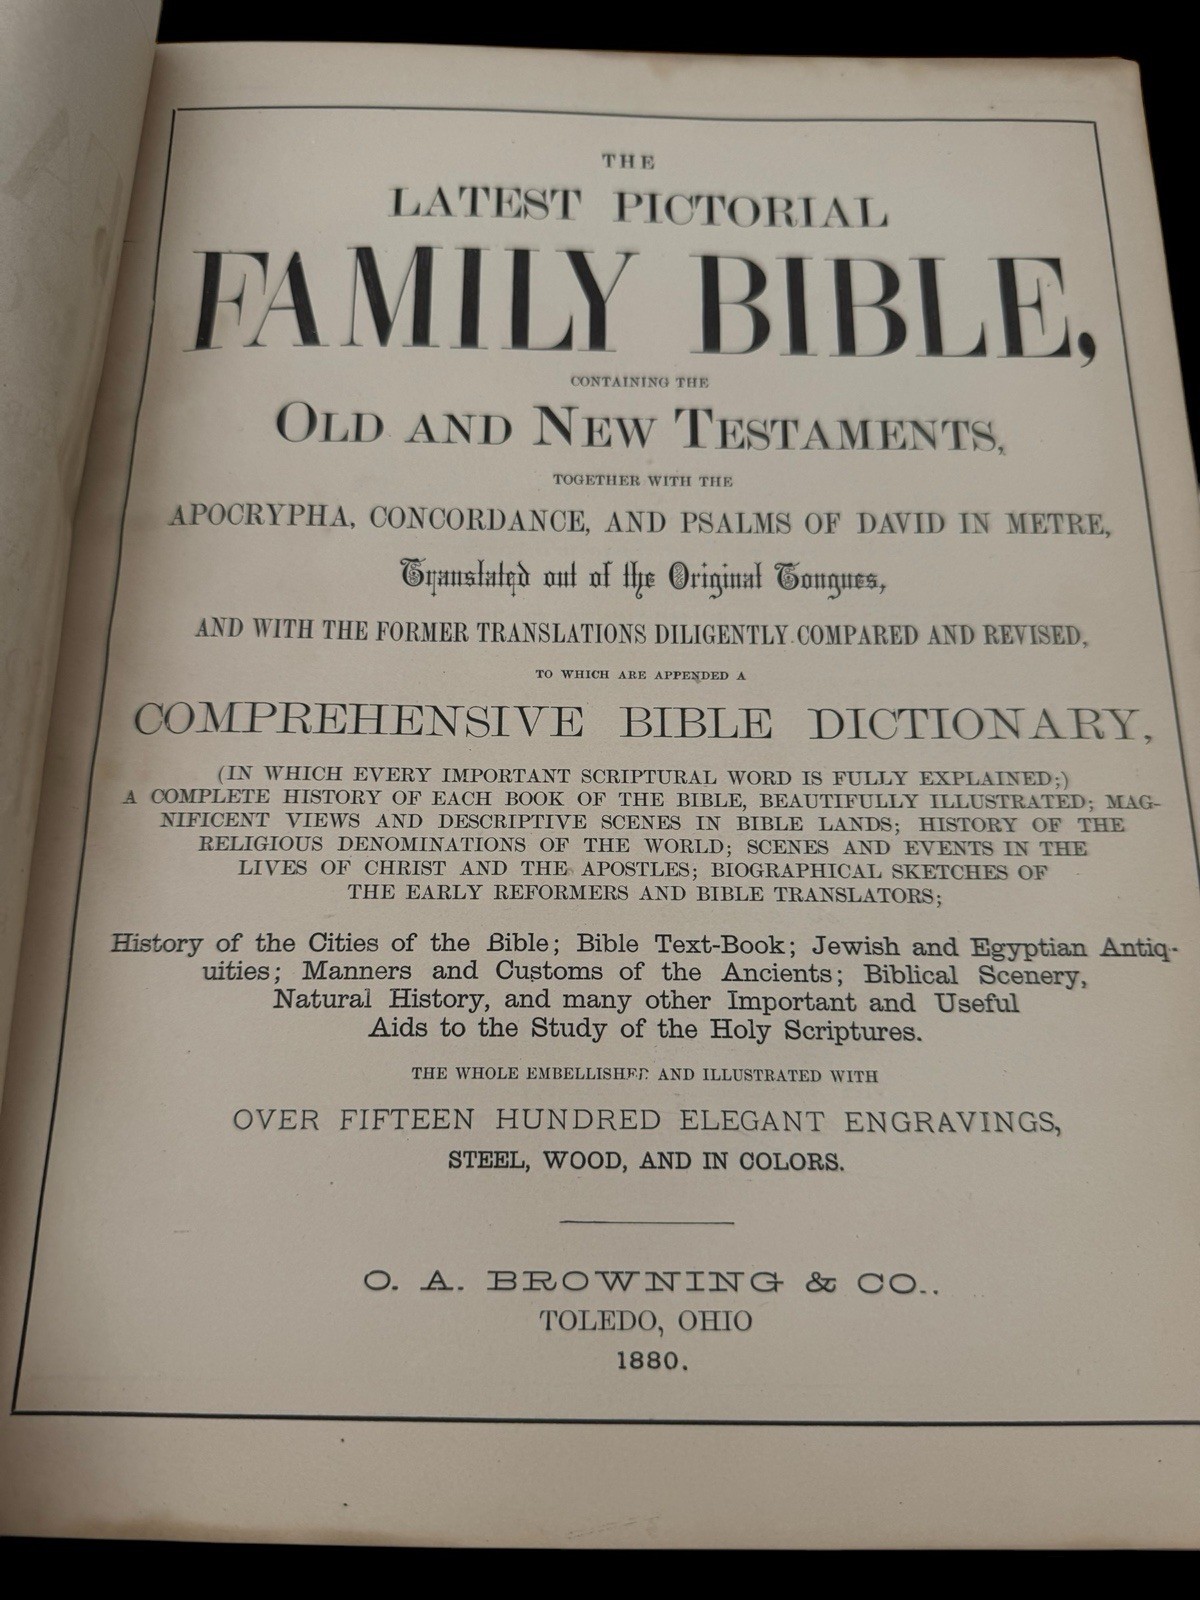 THE
LATEST PICTORIAL
FAMILY BIBLE,
CONTAINING THE
OLD AND NEW TESTAMENTS,
TOGETHER WITH THE
APOCRYPHA, CONCORDANCE, AND PSALMS OF DAVID IN METRE,
Translated out of the Original Tongues,
AND WITH THE FORMER TRANSLATIONS DILIGENTLY COMPARED AND REVISED,
TO WHICH ARE APPENDED A
COMPREHENSIVE BIBLE DICTIONARY,
(IN WHICH EVERY IMPORTANT SCRIPTURAL WORD IS FULLY EXPLAINED;)
A COMPLETE HISTORY OF EACH BOOK OF THE BIBLE, BEAUTIFULLY ILLUSTRATED; MAG-
NIFICENT VIEWS AND DESCRIPTIVE SCENES IN BIBLE LANDS; HISTORY OF THE
RELIGIOUS DENOMINATIONS OF THE WORLD; SCENES AND EVENTS IN THE
LIVES OF CHRIST AND THE APOSTLES; BIOGRAPHICAL SKETCHES OF
THE EARLY REFORMERS AND BIBLE TRANSLATORS;
History of the Cities of the Bible; Bible Text-Book; Jewish and Egyptian Antiq-
uities; Manners and Customs of the Ancients; Biblical Scenery,
Natural History, and many other Important and Useful
Aids to the Study of the Holy Scriptures.
THE WHOLE EMBELLISHED AND ILLUSTRATED WITH
OVER FIFTEEN HUNDRED ELEGANT ENGRAVINGS,
STEEL, WOOD, AND IN COLORS.
O. A. BROWNING & CO..
TOLEDO, OHIO
1880.